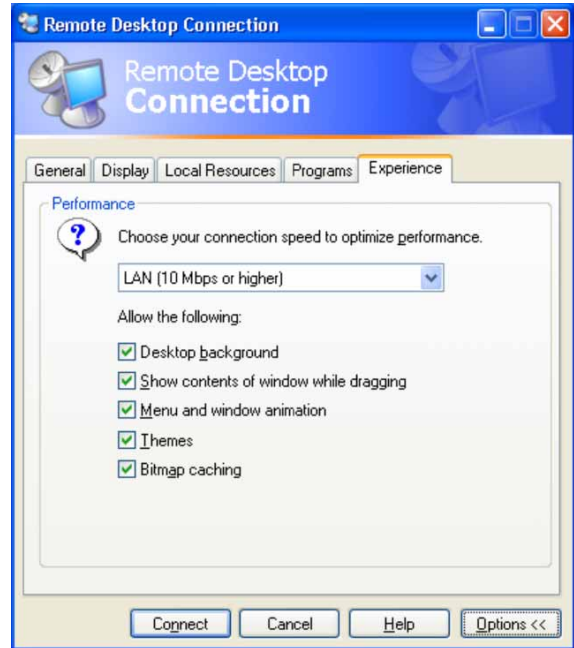 Remote Desktop Connection
Remote Desktop
Connection
General Display Local Resources Programs Experience
Performance
Choose your connection speed to optimize performance.
LAN (10 Mbps or higher)
Allow the following:
Desktop background
Show contents of window while dragging
Menu and window animation
Themes
Bitmap caching
Connect Cancel Help Options <<